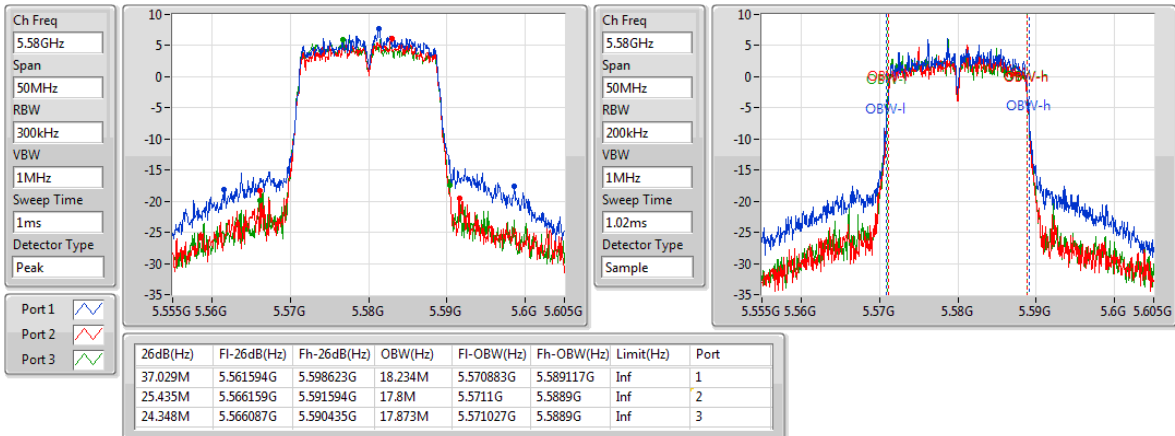 Ch Freq
5.58GHz
Span
50MHz
RBW
300kHz
VBW
1MHz
Sweep Time
1ms
Detector Type
Peak
10
5
0
-5
-10
-15
-20
-25
-30
-35
5.555G 5.56G 5.57G 5.58G 5.59G 5.6G 5.605G
Ch Freq
5.58GHz
Span
50MHz
RBW
200kHz
VBW
1MHz
Sweep Time
1.02ms
Detector Type
Sample
10
5
0
-5
-10
-15
-20
-25
-30
-35
OBW-h
OBW-l
OBW-h
5.555G 5.56G 5.57G 5.58G 5.59G 5.6G 5.605G
Port 1
Port 2
Port 3
26dB(Hz) Fl-26dB(Hz) Fh-26dB(Hz) OBW(Hz) Fl-OBW(Hz) Fh-OBW(Hz) Limit(Hz) Port
37.029M 5.561594G 5.598623G 18.234M 5.570883G 5.589117G Inf 1
25.435M 5.566159G 5.591594G 17.8M 5.5711G 5.5889G Inf 2
24.348M 5.566087G 5.590435G 17.873M 5.571027G 5.5889G Inf 3